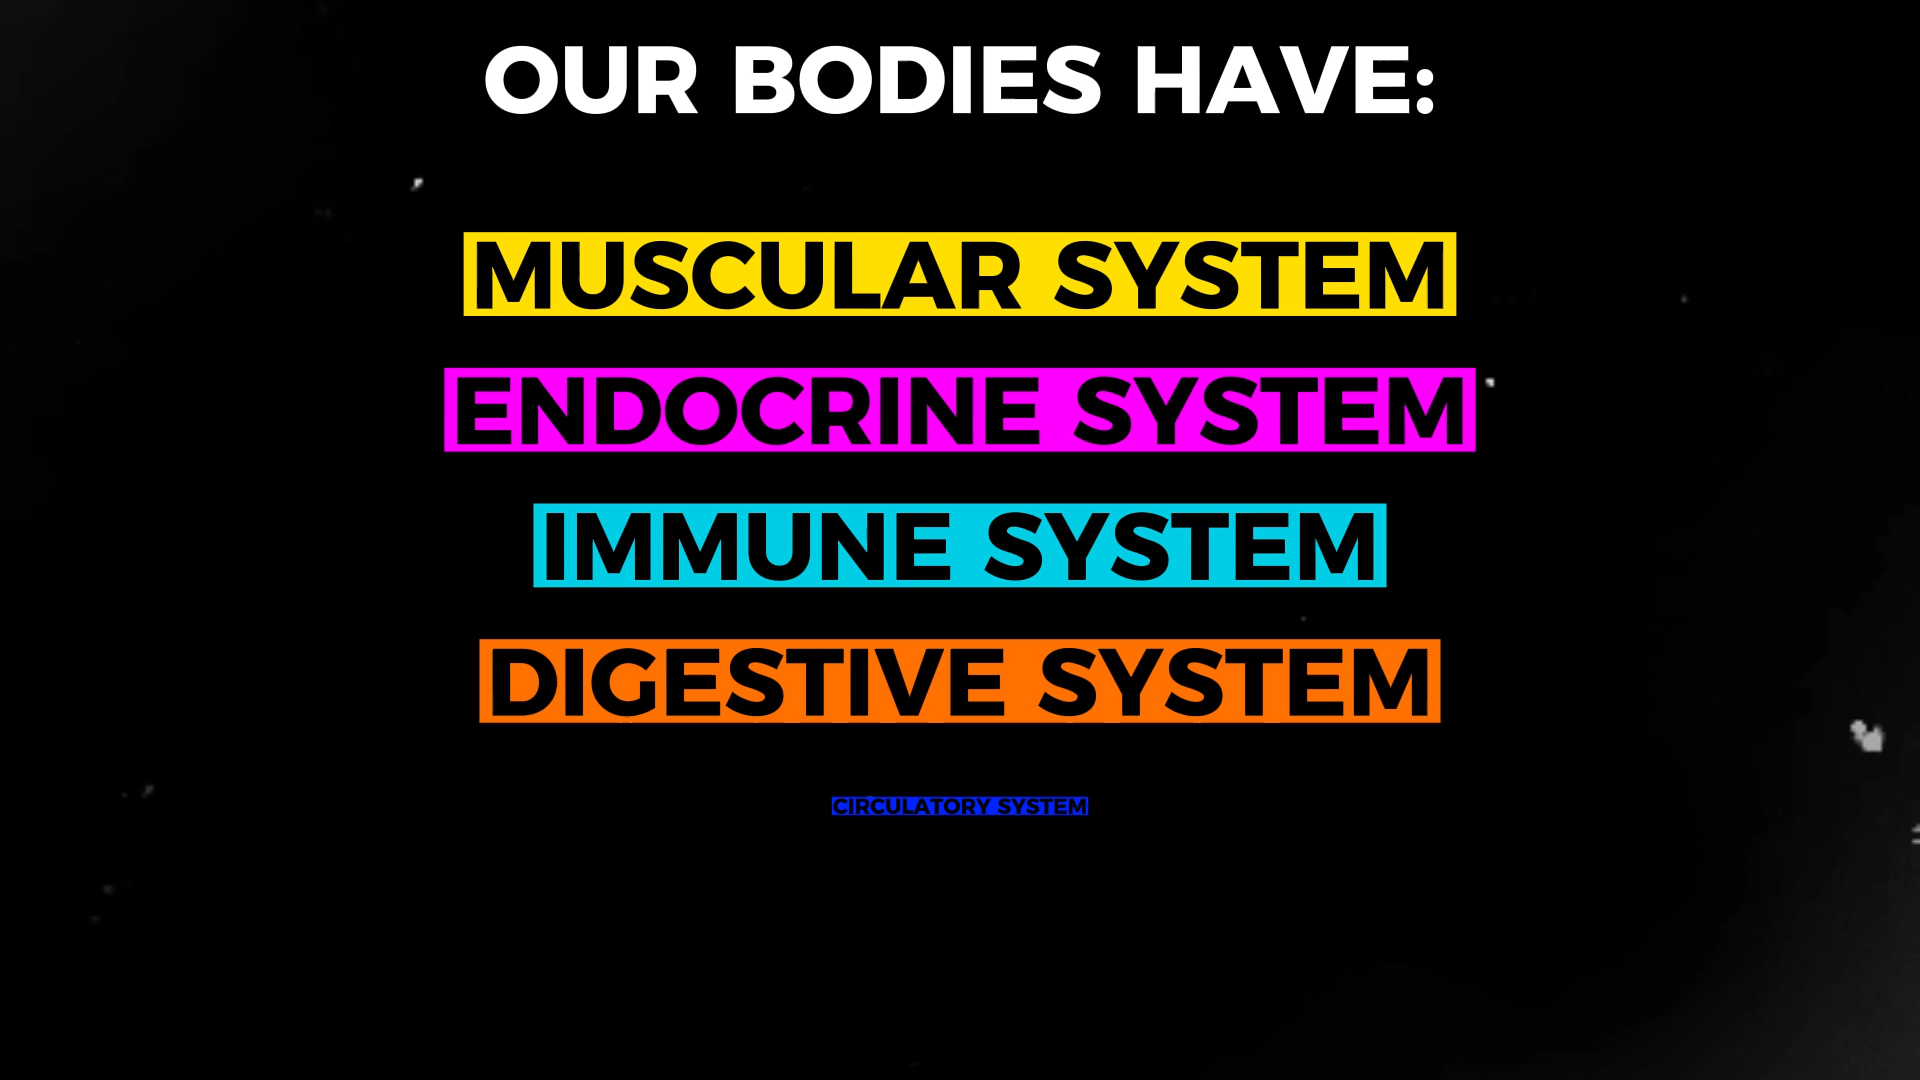 OUR BODIES HAVE:
MUSCULAR SYSTEM
ENDOCRINE SYSTEM
IMMUNE SYSTEM
DIGESTIVE SYSTEM
CIRCULATORY SYSTEM